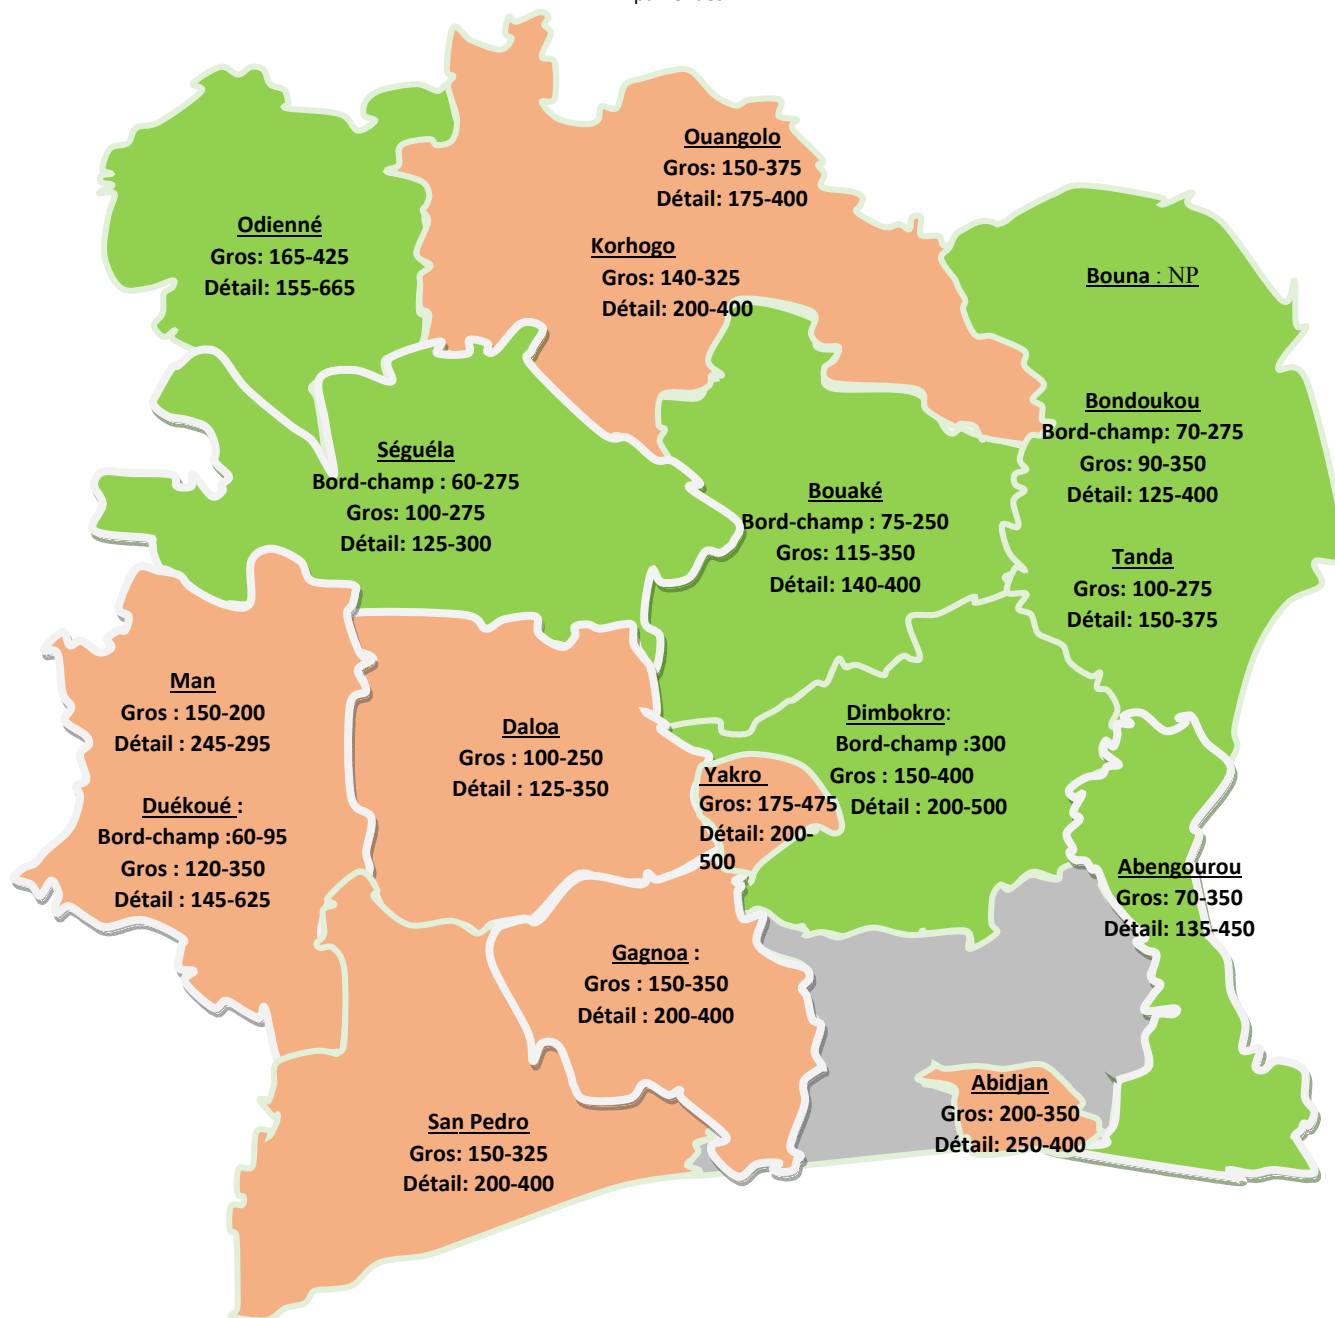 Ouangolo
Gros: 150-375
Détail: 175-400
Odienné
Gros: 165-425
Détail: 155-665
Korhogo
Gros: 140-325
Détail: 200-400
Bouna : NP
Bondoukou
Bord-champ: 70-275
Gros: 90-350
Détail: 125-400
Séguéla
Bord-champ : 60-275
Gros: 100-275
Détail: 125-300
Bouaké
Bord-champ : 75-250
Gros: 115-350
Détail: 140-400
Tanda
Gros: 100-275
Détail: 150-375
Man
Gros : 150-200
Détail : 245-295
Daloa
Gros : 100-250
Détail : 125-350
Dimbokro:
Bord-champ :300
Gros : 150-400
Détail : 200-500
Yakro
Gros: 175-475
Détail: 200-
500
Duékoué :
Bord-champ :60-95
Gros : 120-350
Détail : 145-625
Abengourou
Gros: 70-350
Détail: 135-450
Gagnoa :
Gros : 150-350
Détail : 200-400
Abidjan
Gros: 200-350
Détail: 250-400
San Pedro
Gros: 150-325
Détail: 200-400